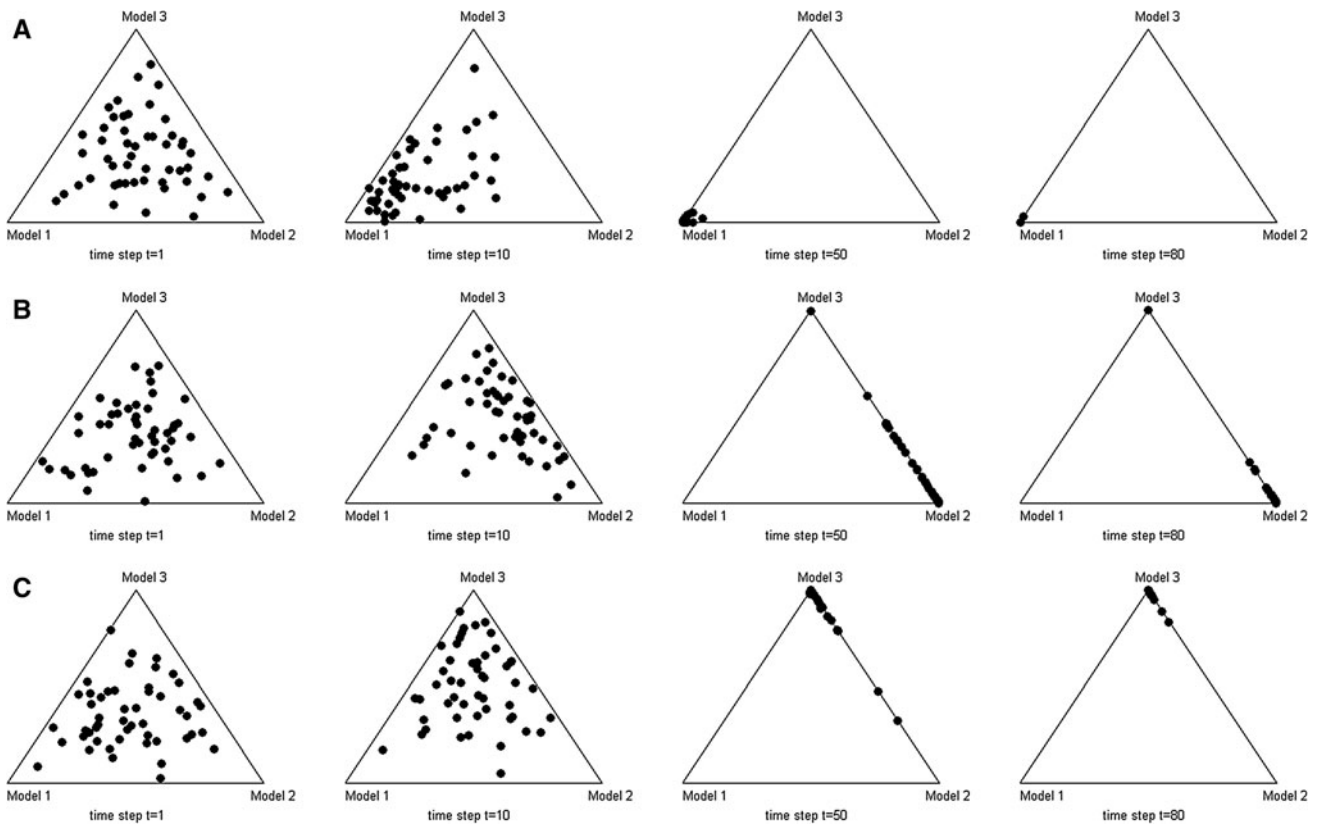 A
Model 3
Model 3
Model 3
Model 3
Model 1
Model 2
Model 1
Model 2
Model 1
Model 2
Model 1
Model 2
time step t=1
time step t=10
time step t=50
time step t=80
B
Model 3
Model 3
Model 3
Model 3
Model 1
Model 2
Model 1
Model 2
Model 1
Model 2
Model 1
Model 2
time step t=1
time step t=10
time step t=50
time step t=80
C
Model 3
Model 3
Model 3
Model 3
Model 1
Model 2
Model 1
Model 2
Model 1
Model 2
Model 1
Model 2
time step t=1
time step t=10
time step t=50
time step t=80